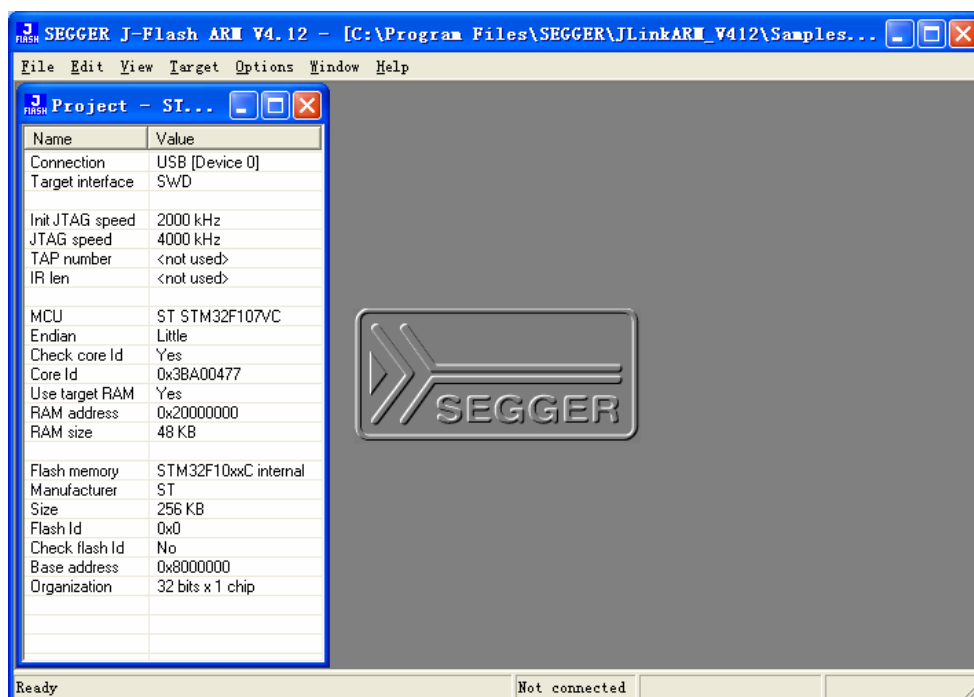 J FLASH SEGGER J-Flash ARM V4.12 - [C:\Program Files\SEGGER\JLinkARM_V412\Samples...
File Edit View Target Options Window Help
J FLASH Project - ST...
Name Value
Connection USB [Device 0]
Target interface SWD
Init JTAG speed 2000 kHz
JTAG speed 4000 kHz
TAP number <not used>
IR len <not used>
MCU ST STM32F107VC
Endian Little
Check core Id Yes
Core Id 0x3BA00477
Use target RAM Yes
RAM address 0x20000000
RAM size 48 KB
Flash memory STM32F10xxC internal
Manufacturer ST
Size 256 KB
Flash Id 0x0
Check flash Id No
Base address 0x8000000
Organization 32 bits x 1 chip
SEGGER
Ready Not connected